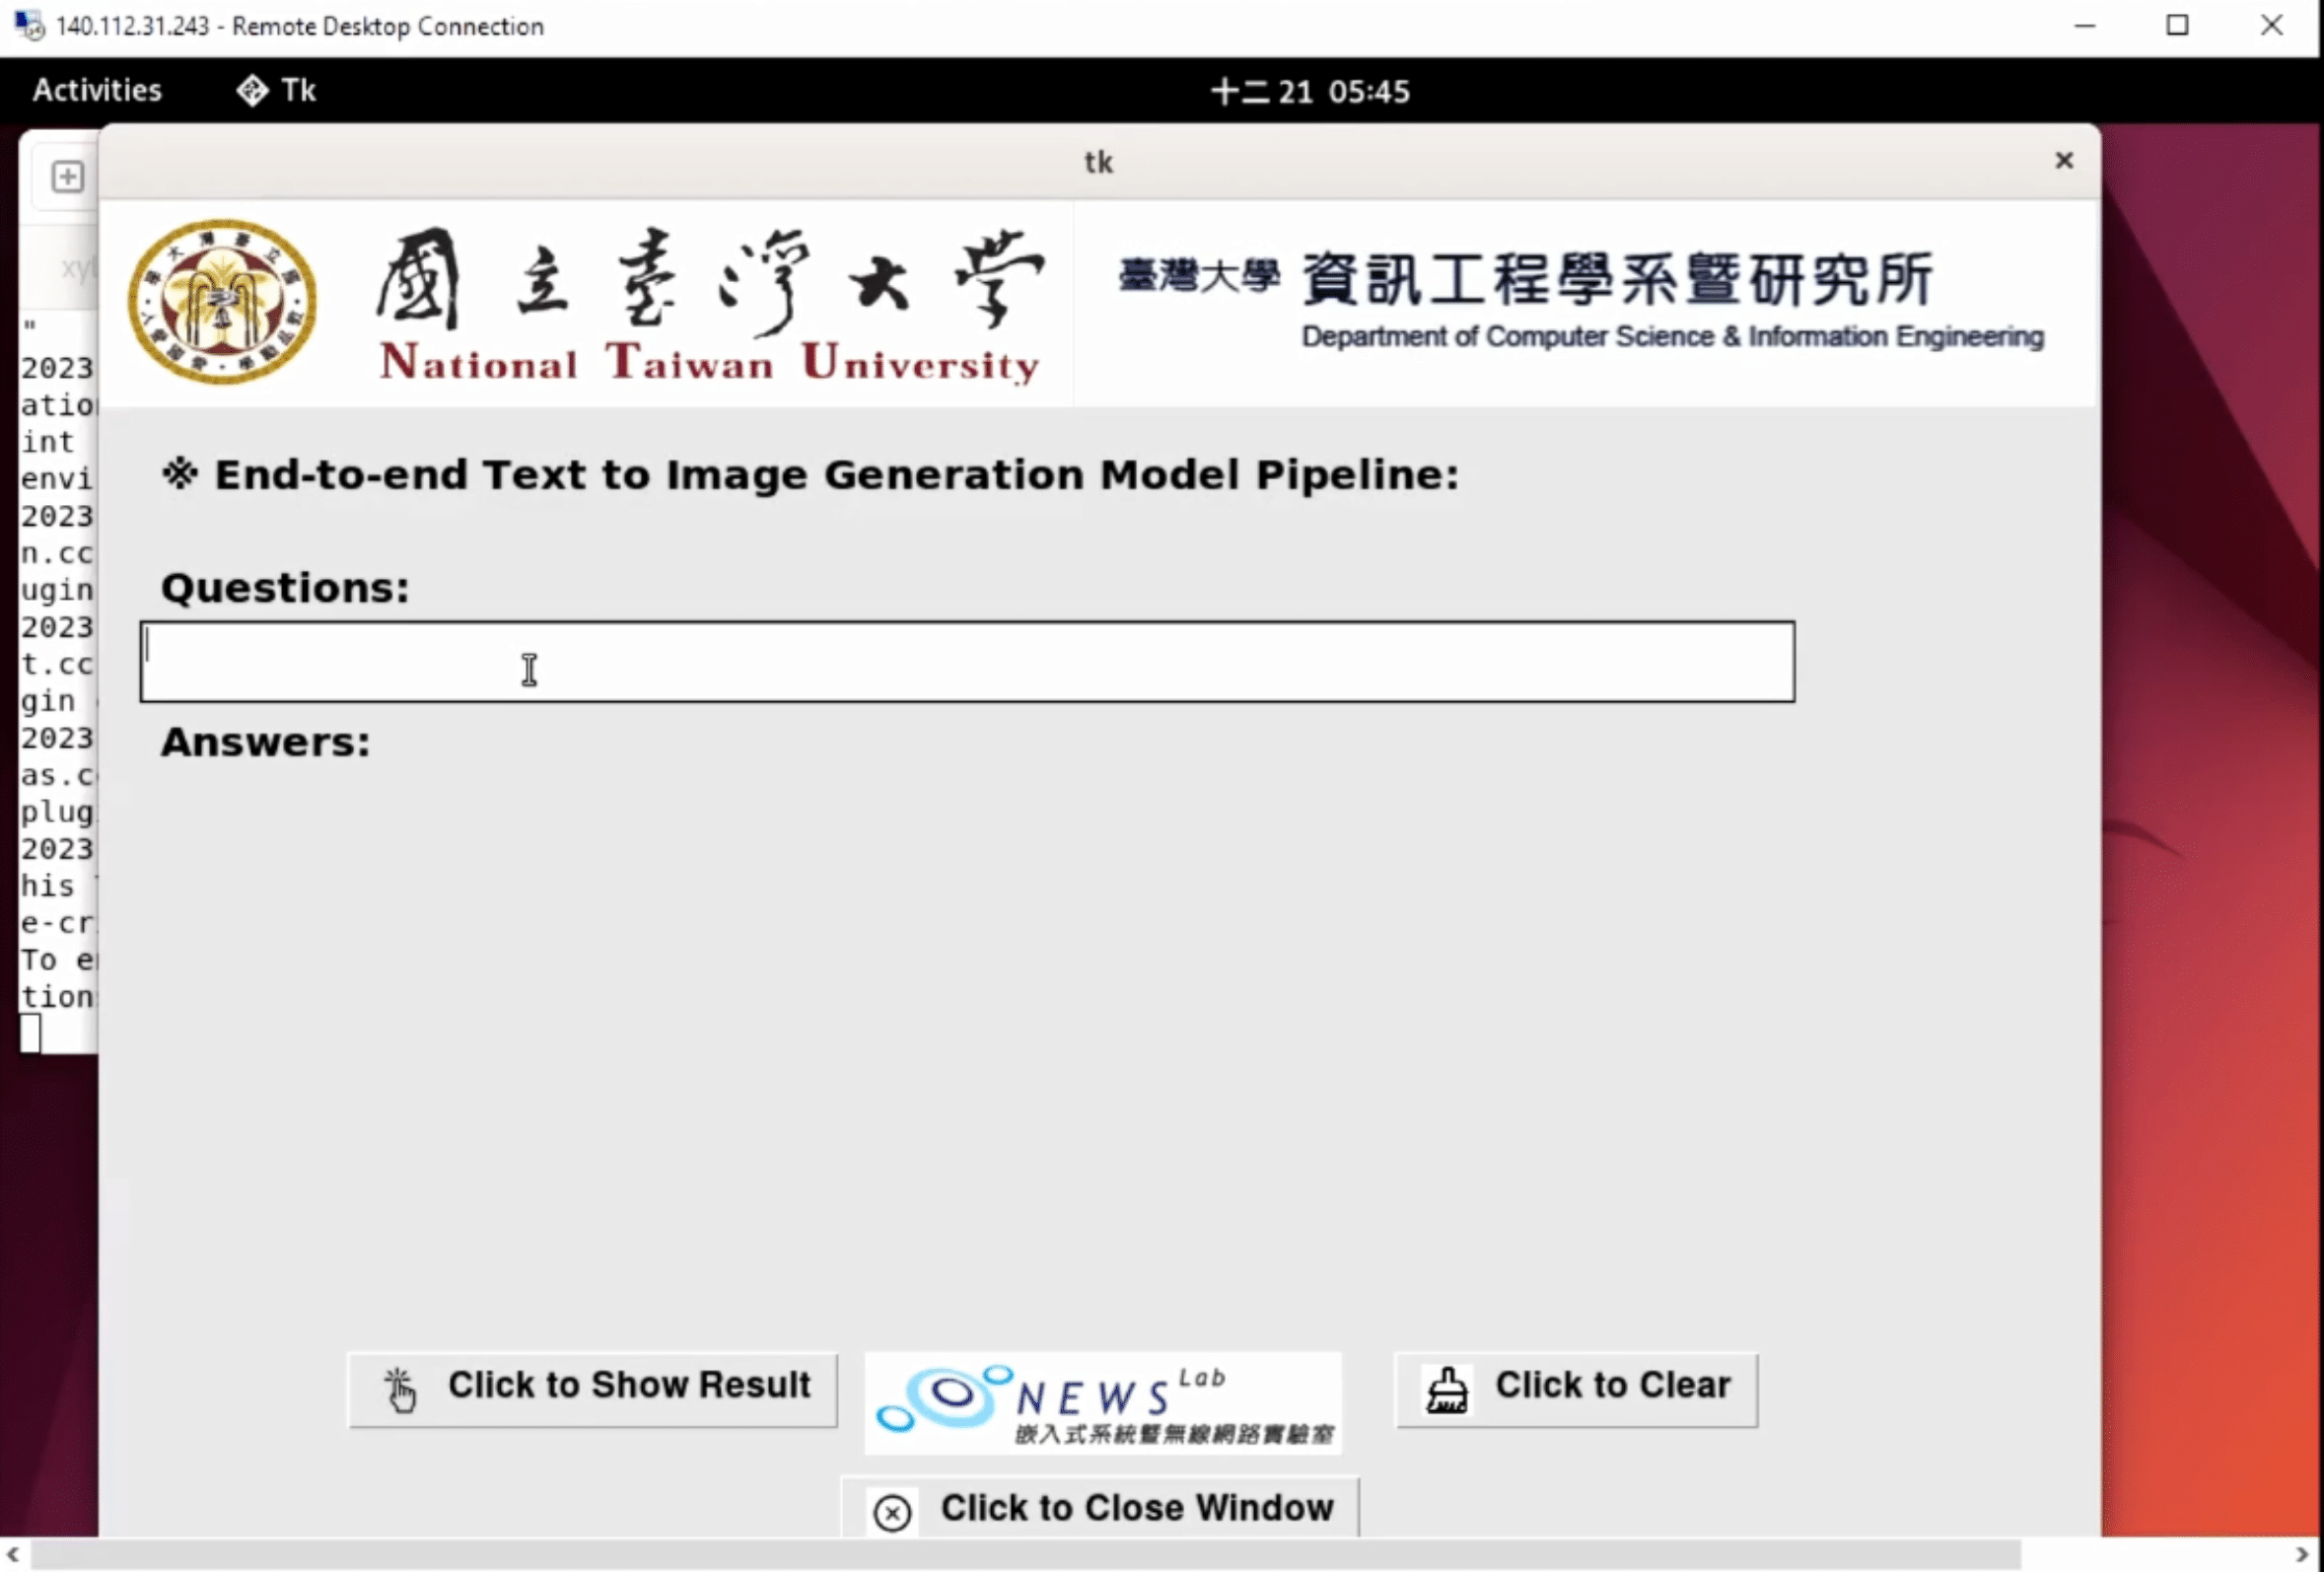 140.112.31.243 - Remote Desktop Connection
Activities
Tk
十二 21 05:45
tk
國立臺灣大學
National Taiwan University
臺灣大學 資訊工程學系暨研究所
Department of Computer Science & Information Engineering
"
2023
int
envi
2023
n.cc
ugin
2023
t.cc
gin
2023
plug
2023
his
To
※ End-to-end Text to Image Generation Model Pipeline:
Questions:
Answers:
Click to Show Result
NEWS Lab
嵌入式系統暨無線網路實驗室
Click to Clear
Click to Close Window